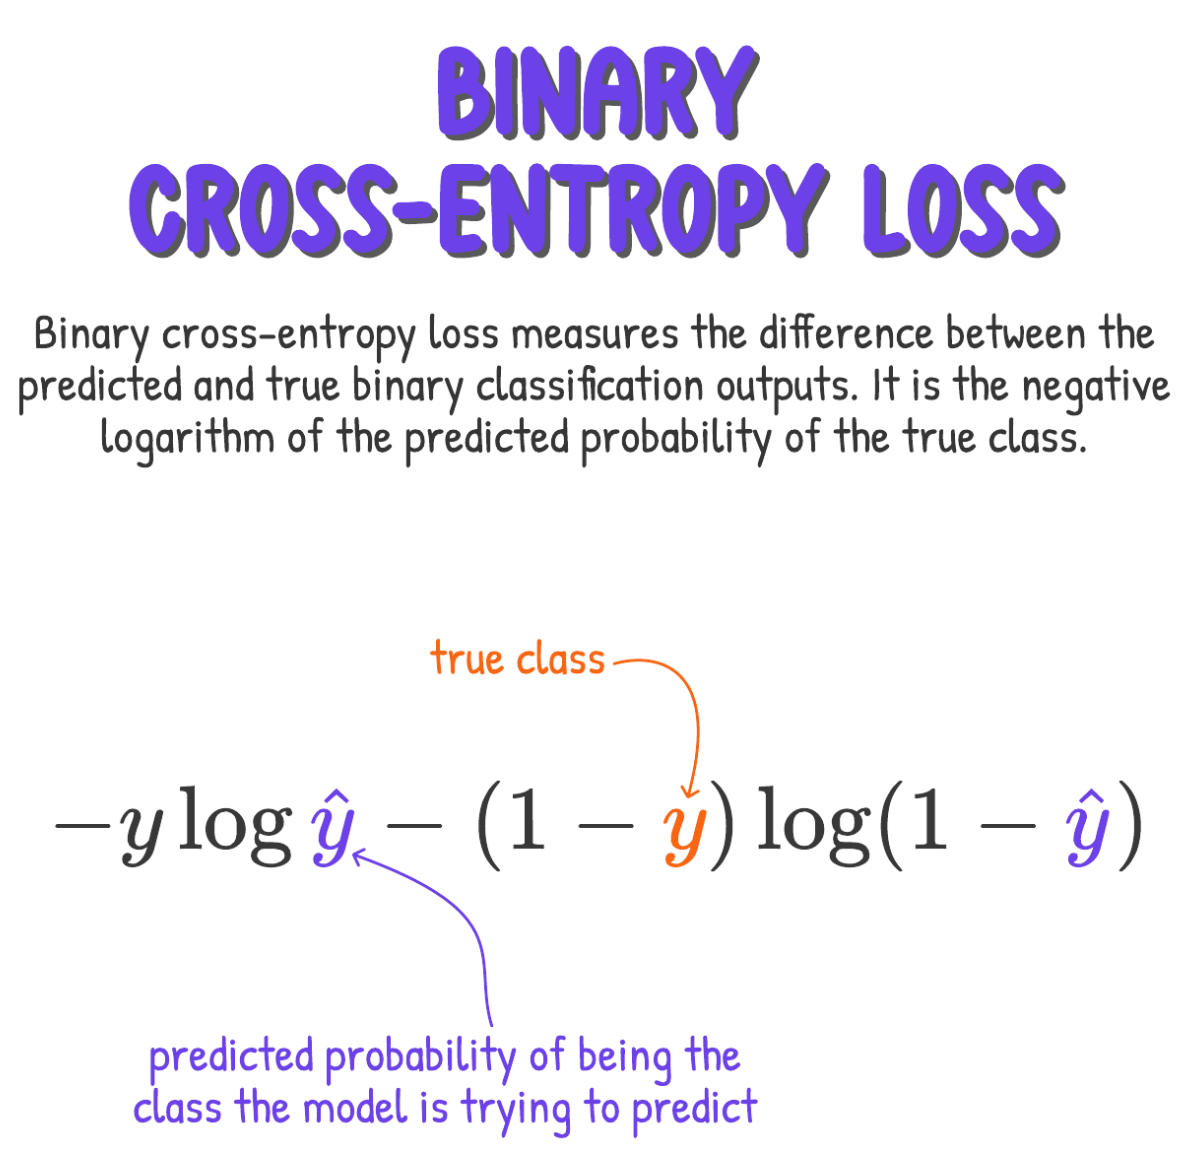 BINARY
CROSS-ENTROPY LOSS
Binary cross-entropy loss measures the difference between the
predicted and true binary classification outputs. It is the negative
logarithm of the predicted probability of the true class.
true class
−y log ŷ − (1 − y) log(1 − ŷ)
predicted probability of being the
class the model is trying to predict